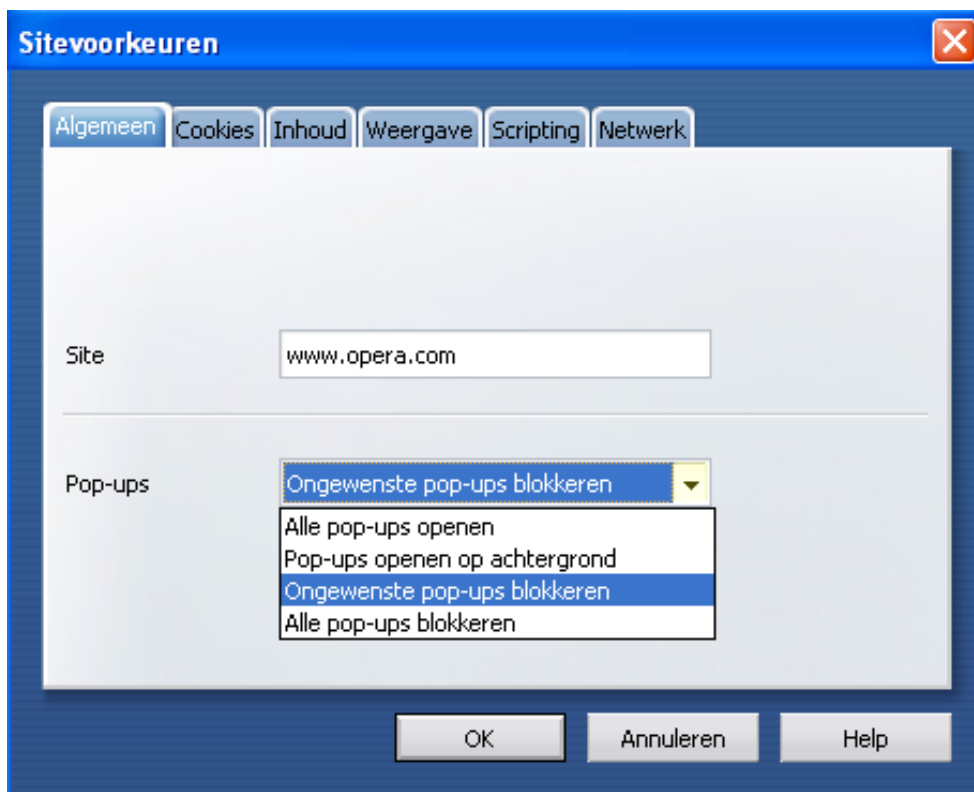 Sitevoorkeuren
Algemeen Cookies Inhoud Weergave Scripting Netwerk
Site www.opera.com
Pop-ups Ongewenste pop-ups blokkeren
Alle pop-ups openen
Pop-ups openen op achtergrond
Ongewenste pop-ups blokkeren
Alle pop-ups blokkeren
OK Annuleren Help